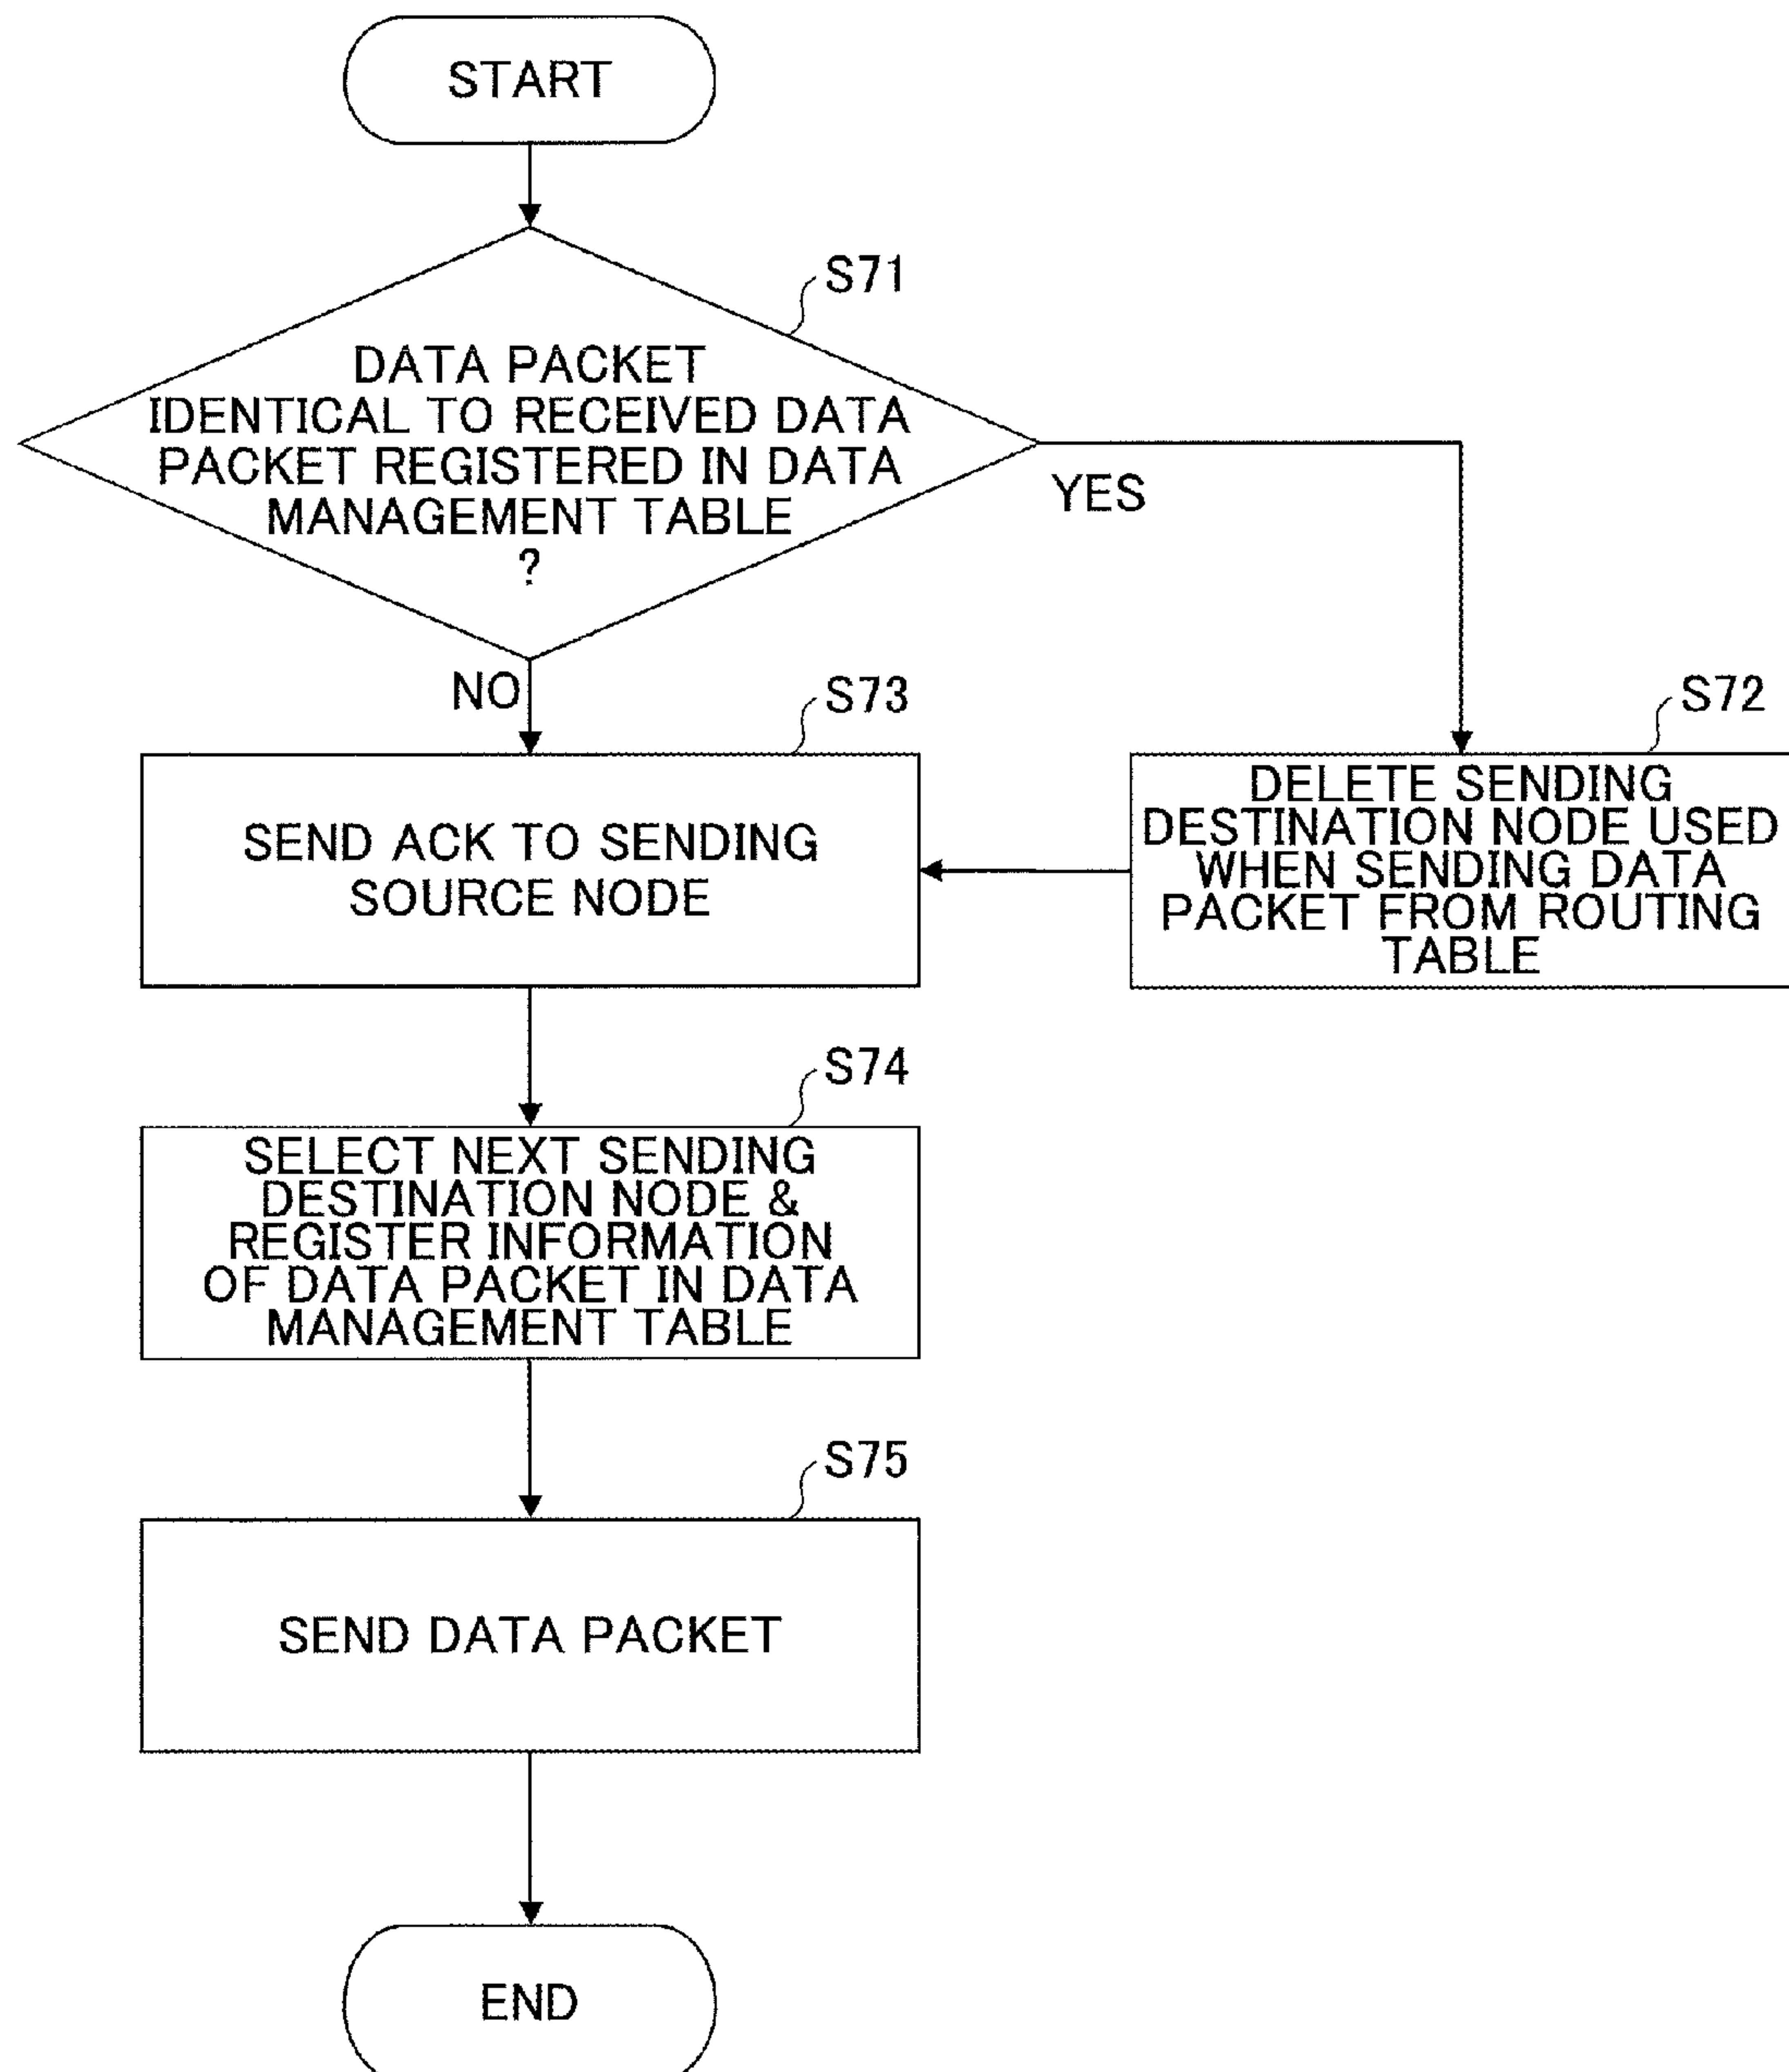 START
S71
DATA PACKET
IDENTICAL TO RECEIVED DATA
PACKET REGISTERED IN DATA
MANAGEMENT TABLE
?
YES
NO
S73
SEND ACK TO SENDING
SOURCE NODE
S72
DELETE SENDING
DESTINATION NODE USED
WHEN SENDING DATA
PACKET FROM ROUTING
TABLE
S74
SELECT NEXT SENDING
DESTINATION NODE &
REGISTER INFORMATION
OF DATA PACKET IN DATA
MANAGEMENT TABLE
S75
SEND DATA PACKET
END